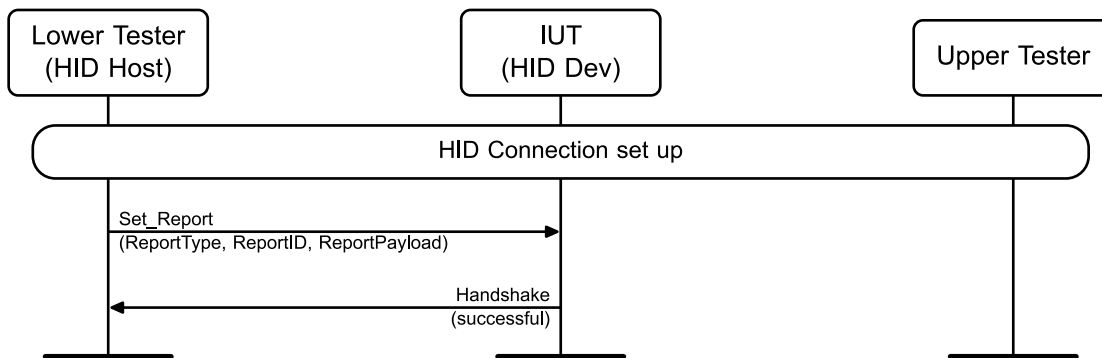 Lower Tester
(HID Host)
IUT
(HID Dev)
Upper Tester
HID Connection set up
Set_Report
(ReportType, ReportID, ReportPayload)
Handshake
(successful)